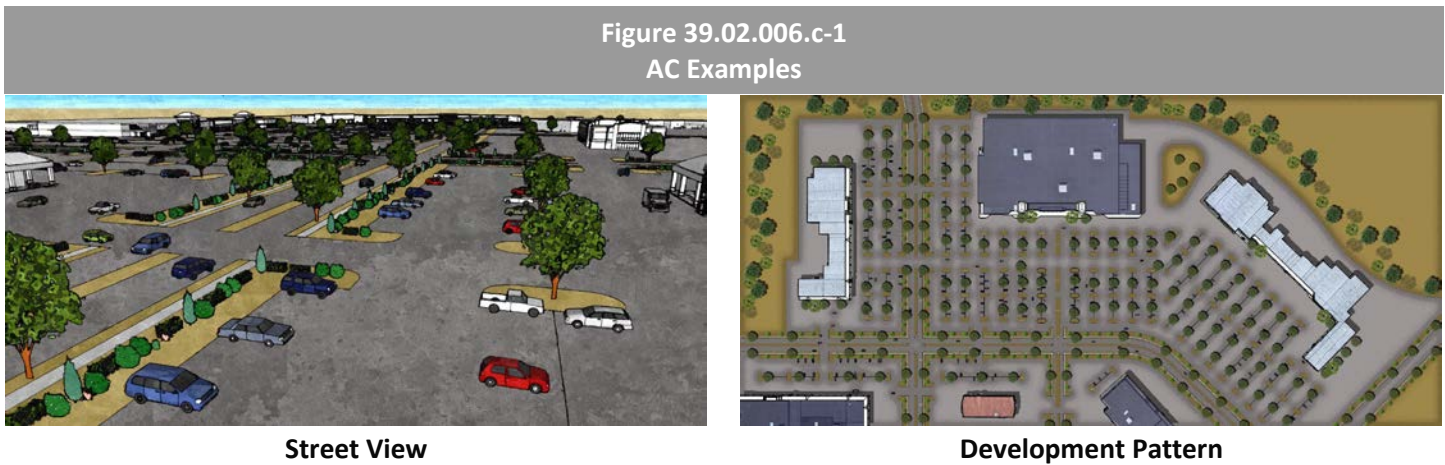 Figure 39.02.006.c-1
AC Examples
Street View
Development Pattern